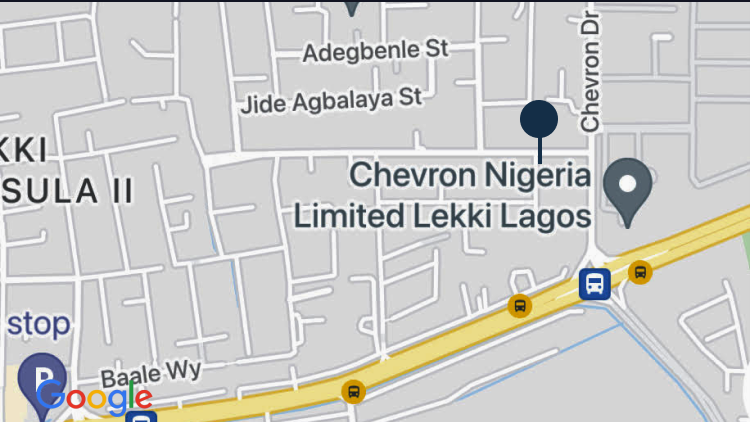 Adegbenle St
Chevron Dr
Jide Agbalaya St
KKI
SULA II
Chevron Nigeria
Limited Lekki Lagos
stop
P
Baale Wy
Google